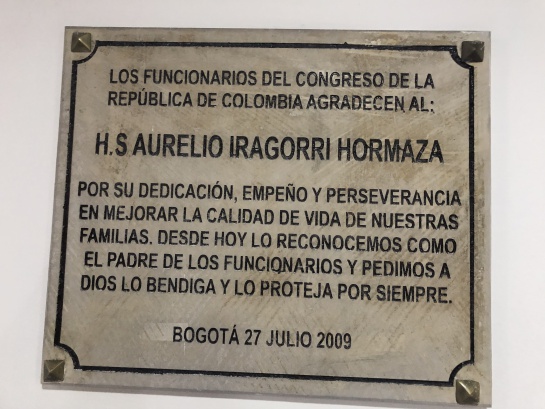 LOS FUNCIONARIOS DEL CONGRESO DE LA
REPÚBLICA DE COLOMBIA AGRADECEN AL:
H.S AURELIO IRAGORRI HORMAZA
POR SU DEDICACIÓN, EMPEÑO Y PERSEVERANCIA
EN MEJORAR LA CALIDAD DE VIDA DE NUESTRAS
FAMILIAS. DESDE HOY LO RECONOCEMOS COMO
EL PADRE DE LOS FUNCIONARIOS Y PEDIMOS A
DIOS LO BENDIGA Y LO PROTEJA POR SIEMPRE.
BOGOTÁ 27 JULIO 2009